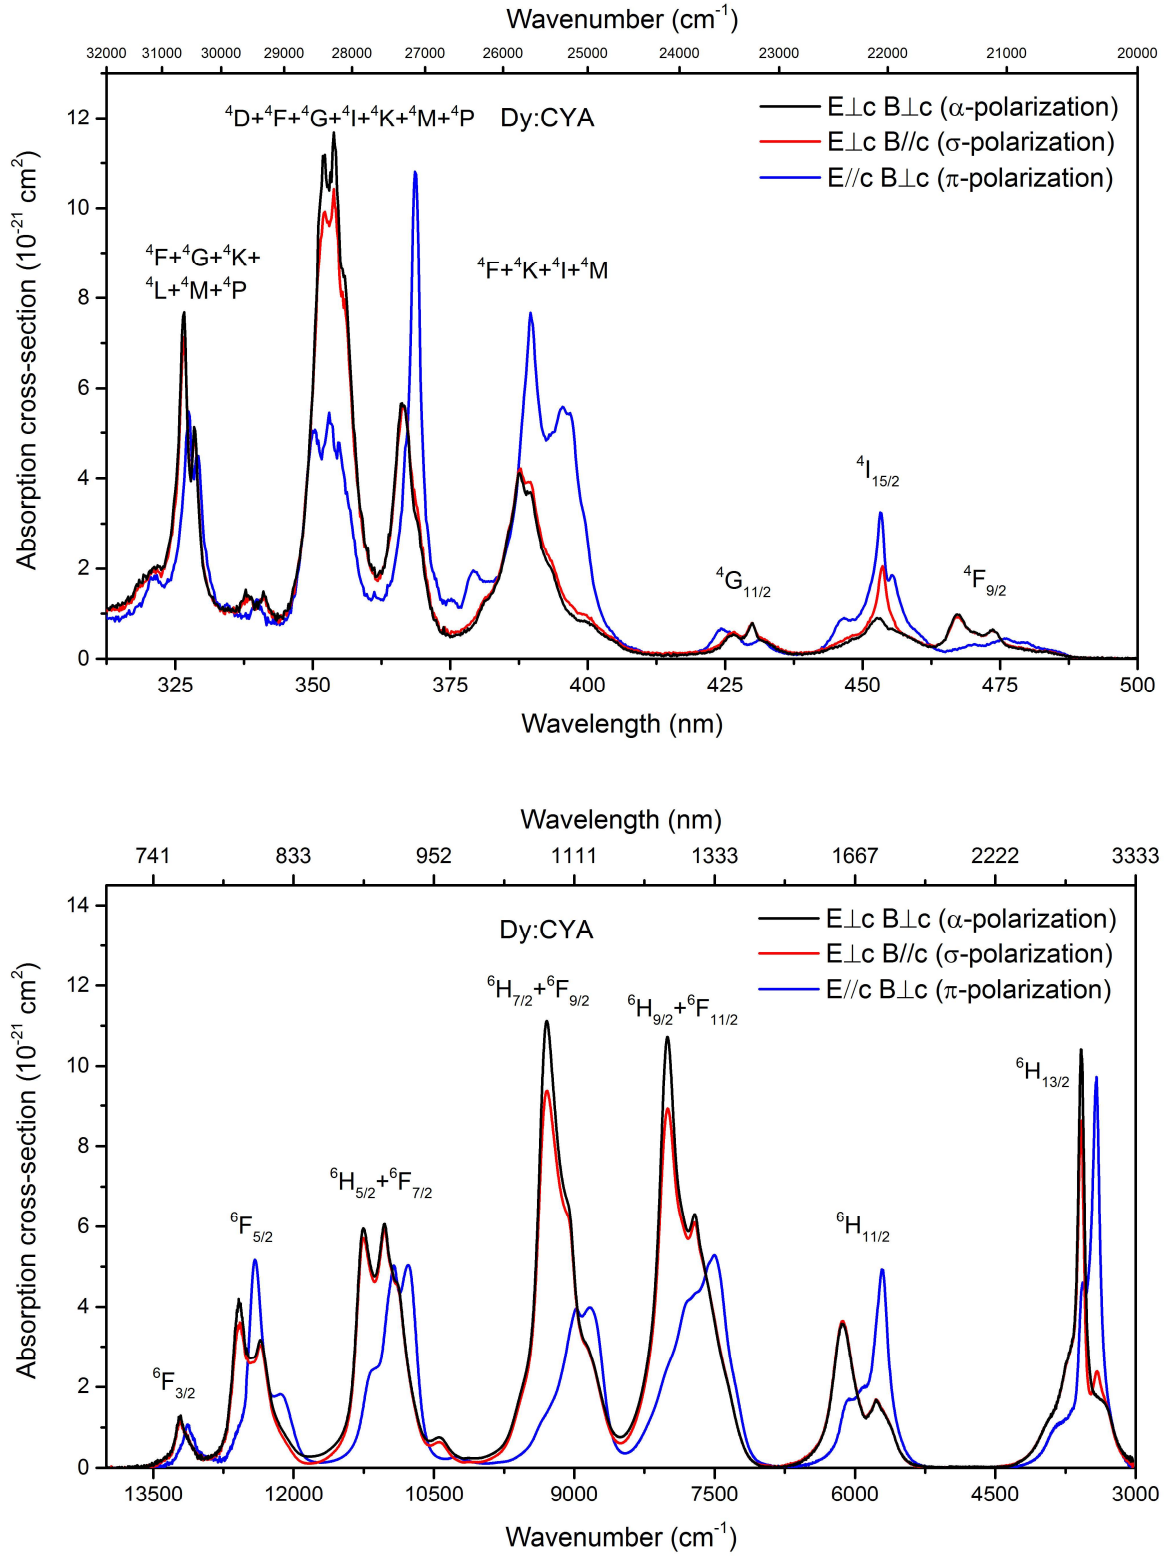 Wavenumber (cm⁻¹)
32000 31000 30000 29000 28000 27000 26000 25000 24000 23000 22000 21000 20000
⁴D+⁴F+⁴G+⁴I+⁴K+⁴M+⁴P
Dy:CYA
E⊥c B⊥c (α-polarization)
E⊥c B//c (σ-polarization)
E//c B⊥c (π-polarization)
⁴F+⁴G+⁴K+
⁴L+⁴M+⁴P
⁴F+⁴K+⁴I+⁴M
⁴I₁₅/₂
⁴G₁₁/₂
⁴F₉/₂
Absorption cross-section (10⁻²¹ cm²)
12
10
8
6
4
2
0
325 350 375 400 425 450 475 500
Wavelength (nm)
Wavelength (nm)
741 833 952 1111 1333 1667 2222 3333
Dy:CYA
E⊥c B⊥c (α-polarization)
E⊥c B//c (σ-polarization)
E//c B⊥c (π-polarization)
⁶H₇/₂+⁶F₉/₂
⁶H₉/₂+⁶F₁₁/₂
⁶H₁₃/₂
⁶H₅/₂+⁶F₇/₂
⁶F₅/₂
⁶H₁₁/₂
⁶F₃/₂
Absorption cross-section (10⁻²¹ cm²)
14
12
10
8
6
4
2
0
13500 12000 10500 9000 7500 6000 4500 3000
Wavenumber (cm⁻¹)